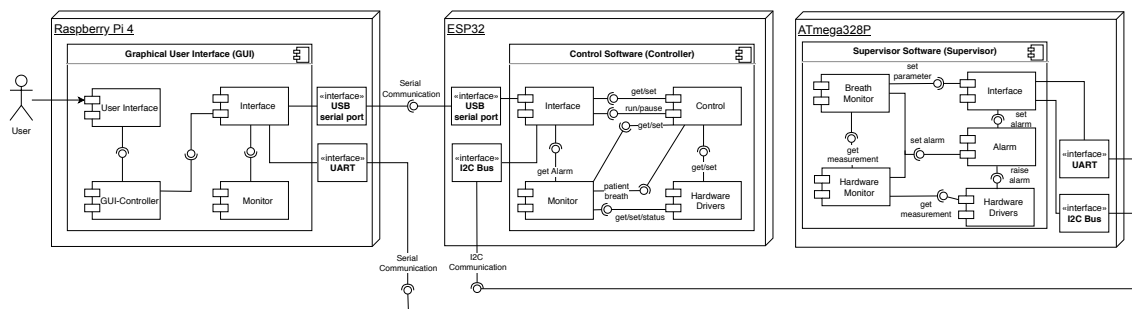 Raspberry Pi 4
Graphical User Interface (GUI)
User
User Interface
Interface
GUI-Controller
Monitor
«interface»
USB
serial port
«interface»
UART
Serial
Communication
Serial
Communication
ESP32
Control Software (Controller)
«interface»
USB
serial port
«interface»
I2C Bus
Interface
get/set
run/pause
get/set
Control
get Alarm
get/set
Monitor
patient
breath
get/set/status
Hardware
Drivers
I2C
Communication
ATmega328P
Supervisor Software (Supervisor)
Breath
Monitor
set
parameter
Interface
set
alarm
get
measurement
set alarm
Alarm
raise
alarm
Hardware
Monitor
get
measurement
Hardware
Drivers
«interface»
UART
«interface»
I2C Bus